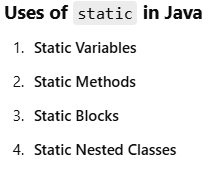 Uses of static in Java
1. Static Variables
2. Static Methods
3. Static Blocks
4. Static Nested Classes